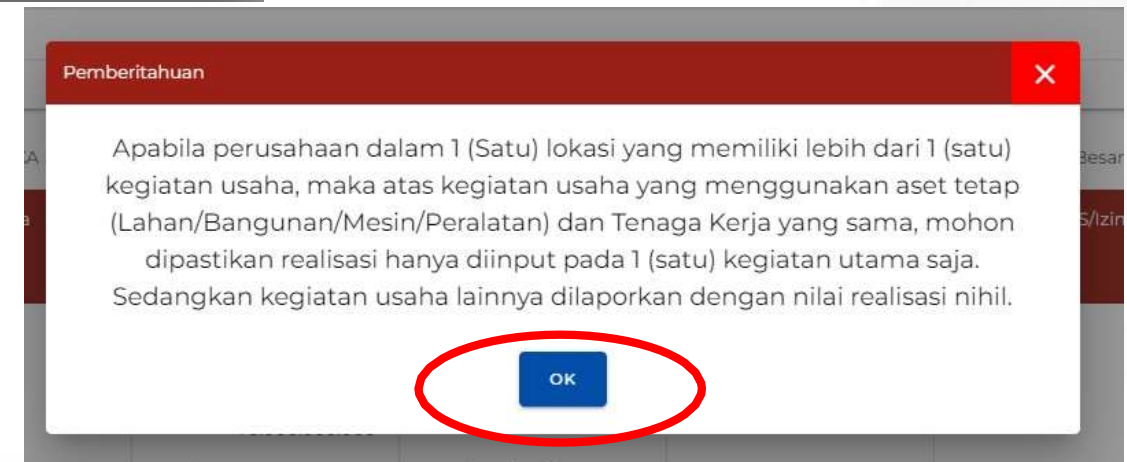 Pemberitahuan
Apabila perusahaan dalam 1 (Satu) lokasi yang memiliki lebih dari 1 (satu)
kegiatan usaha, maka atas kegiatan usaha yang menggunakan aset tetap
(Lahan/Bangunan/Mesin/Peralatan) dan Tenaga Kerja yang sama, mohon
dipastikan realisasi hanya diinput pada 1 (satu) kegiatan utama saja.
Sedangkan kegiatan usaha lainnya dilaporkan dengan nilai realisasi nihil.
OK